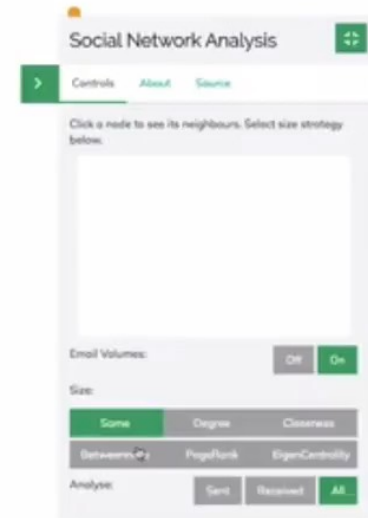 Social Network Analysis
Controls About Source
Click a node to see its neighbours. Select size strategy
below.
Email Volumes: Off On
Size:
Same Degree Closeness
PageRank EigenCentrality
Analyse: Sent Received All